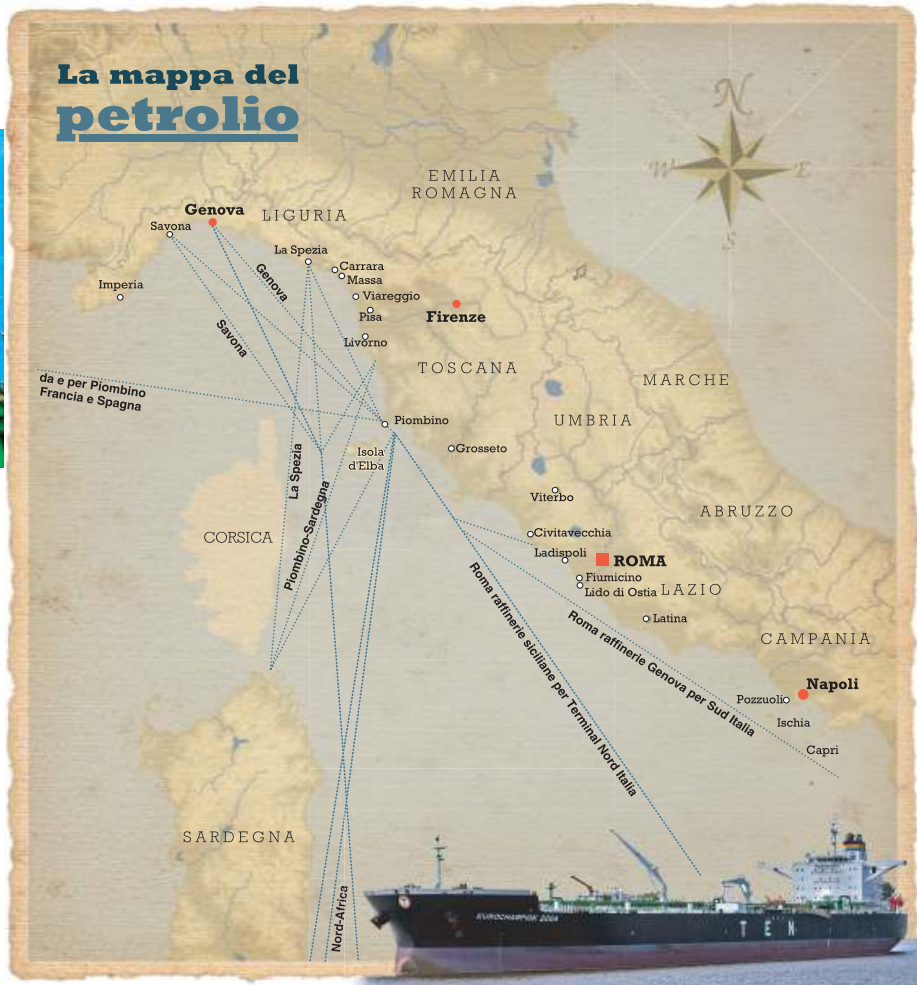 La mappa del
petrolio
N
W
E
S
EMILIA
ROMAGNA
Genova
LIGURIA
Savona
La Spezia
Carrara
Massa
Imperia
Genova
Viareggio
Pisa
Firenze
Savona
Livorno
TOSCANA
MARCHE
da e per Piombino
Francia e Spagna
Piombino
UMBRIA
Isola
d'Elba
Grosseto
La Spezia
Viterbo
Piombino-Sardegna
ABRUZZO
CORSICA
Civitavecchia
Ladispoli
ROMA
Fiumicino
Lido di Ostia
LAZIO
Latina
Roma raffinerie siciliane per Terminal Nord Italia
Roma raffinerie Genova per Sud Italia
CAMPANIA
Napoli
Pozzuoli
Ischia
Capri
SARDEGNA
Nord-Africa
EUROCHAMPION 2004
TEN